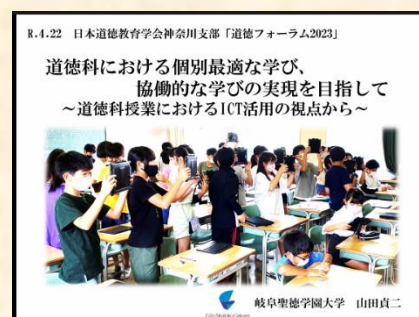 R.4.22 日本道徳教育学会神奈川支部「道徳フォーラム2023」
道徳科における個別最適な学び、
協働的な学びの実現を目指して
～道徳科授業におけるICT活用の視点から～
岐阜聖徳学園大学 山田貞二